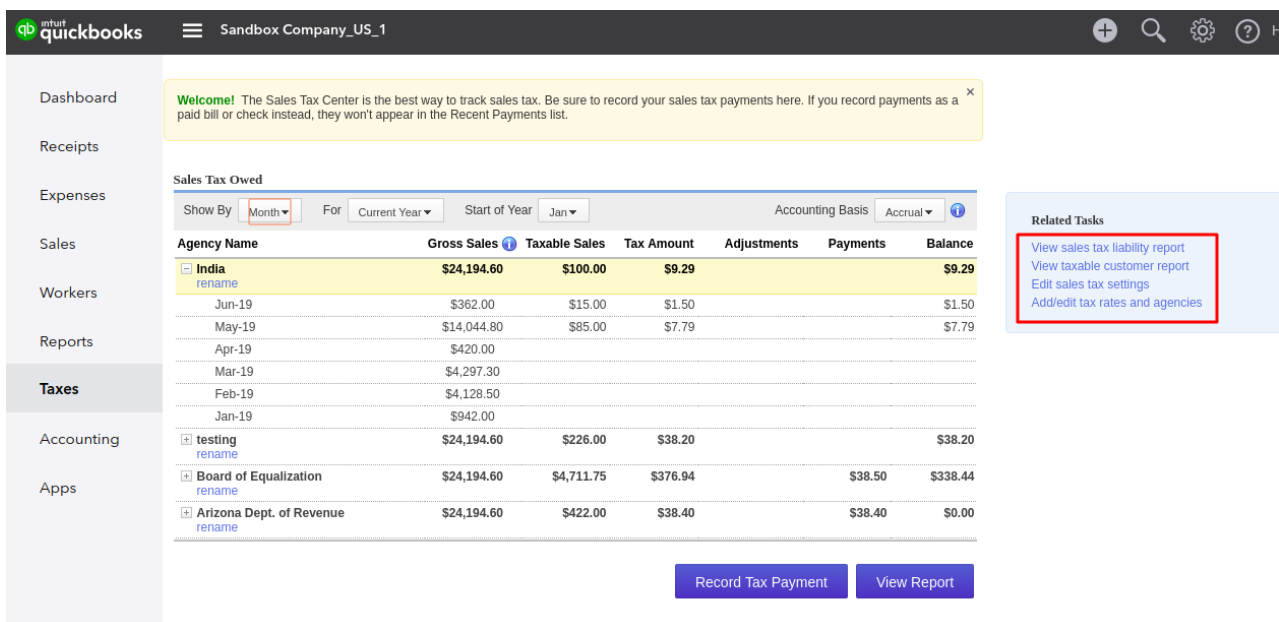 intuit
quickbooks
Sandbox Company_US_1
Dashboard
Receipts
Expenses
Sales
Workers
Reports
Taxes
Accounting
Apps
Welcome! The Sales Tax Center is the best way to track sales tax. Be sure to record your sales tax payments here. If you record payments as a
paid bill or check instead, they won't appear in the Recent Payments list.
Sales Tax Owed
Show By Month For Current Year Start of Year Jan Accounting Basis Accrual
Agency Name Gross Sales Taxable Sales Tax Amount Adjustments Payments Balance
India $24,194.60 $100.00 $9.29 $9.29
rename
Jun-19 $362.00 $15.00 $1.50 $1.50
May-19 $14,044.80 $85.00 $7.79 $7.79
Apr-19 $420.00
Mar-19 $4,297.30
Feb-19 $4,128.50
Jan-19 $942.00
testing $24,194.60 $226.00 $38.20 $38.20
rename
Board of Equalization $24,194.60 $4,711.75 $376.94 $38.50 $338.44
rename
Arizona Dept. of Revenue $24,194.60 $422.00 $38.40 $38.40 $0.00
rename
Record Tax Payment View Report
Related Tasks
View sales tax liability report
View taxable customer report
Edit sales tax settings
Add/edit tax rates and agencies